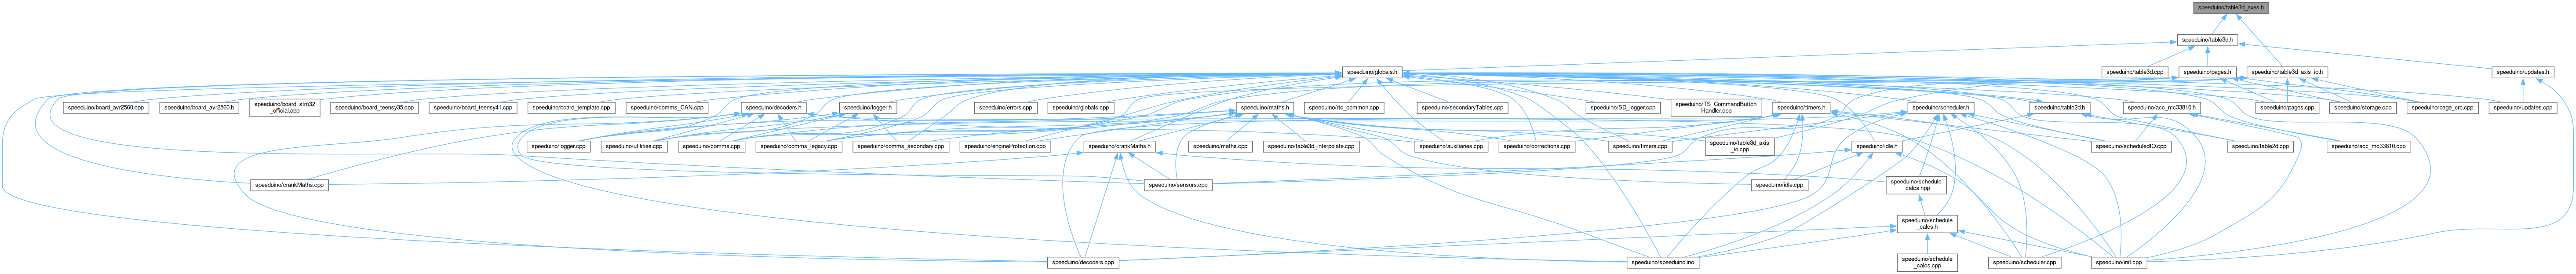 speeduino/table3d_axes.h
speeduino/table3d.h
speeduino/globals.h
speeduino/table3d.cpp
speeduino/pages.h
speeduino/table3d_axis_io.h
speeduino/updates.h
speeduino/board_avr2560.cpp
speeduino/board_avr2560.h
speeduino/board_stm32
_official.cpp
speeduino/board_teensy35.cpp
speeduino/board_teensy41.cpp
speeduino/board_template.cpp
speeduino/comms_CAN.cpp
speeduino/decoders.h
speeduino/logger.h
speeduino/errors.cpp
speeduino/globals.cpp
speeduino/maths.h
speeduino/rtc_common.cpp
speeduino/secondaryTables.cpp
speeduino/SD_logger.cpp
speeduino/TS_CommandButton
Handler.cpp
speeduino/timers.h
speeduino/scheduler.h
speeduino/table2d.h
speeduino/acc_mc33810.h
speeduino/pages.cpp
speeduino/storage.cpp
speeduino/page_crc.cpp
speeduino/updates.cpp
speeduino/logger.cpp
speeduino/utilities.cpp
speeduino/comms.cpp
speeduino/comms_legacy.cpp
speeduino/comms_secondary.cpp
speeduino/engineProtection.cpp
speeduino/crankMaths.h
speeduino/maths.cpp
speeduino/table3d_interpolate.cpp
speeduino/auxiliaries.cpp
speeduino/corrections.cpp
speeduino/timers.cpp
speeduino/idle.h
speeduino/table3d_axis
_io.cpp
speeduino/scheduledIO.cpp
speeduino/table2d.cpp
speeduino/acc_mc33810.cpp
speeduino/crankMaths.cpp
speeduino/sensors.cpp
speeduino/idle.cpp
speeduino/schedule
_calcs.hpp
speeduino/schedule
_calcs.h
speeduino/decoders.cpp
speeduino/speeduino.ino
speeduino/schedule
_calcs.cpp
speeduino/scheduler.cpp
speeduino/init.cpp